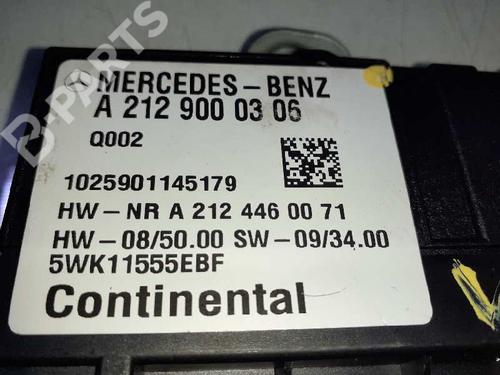 B-PARTS
MERCEDES-BENZ
A 212 900 03 06
Q002
1025901145179
HW-NR A 212 446 00 71
HW-08/50.00 SW-09/34.00
5WK11555EBF
Continental